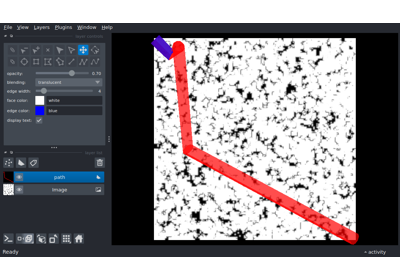 File View Layers Plugins Window Help
opacity: 0.70
blending: translucent
edge width:
face color: white
edge color: blue
display text:
path
Image
Ready
activity